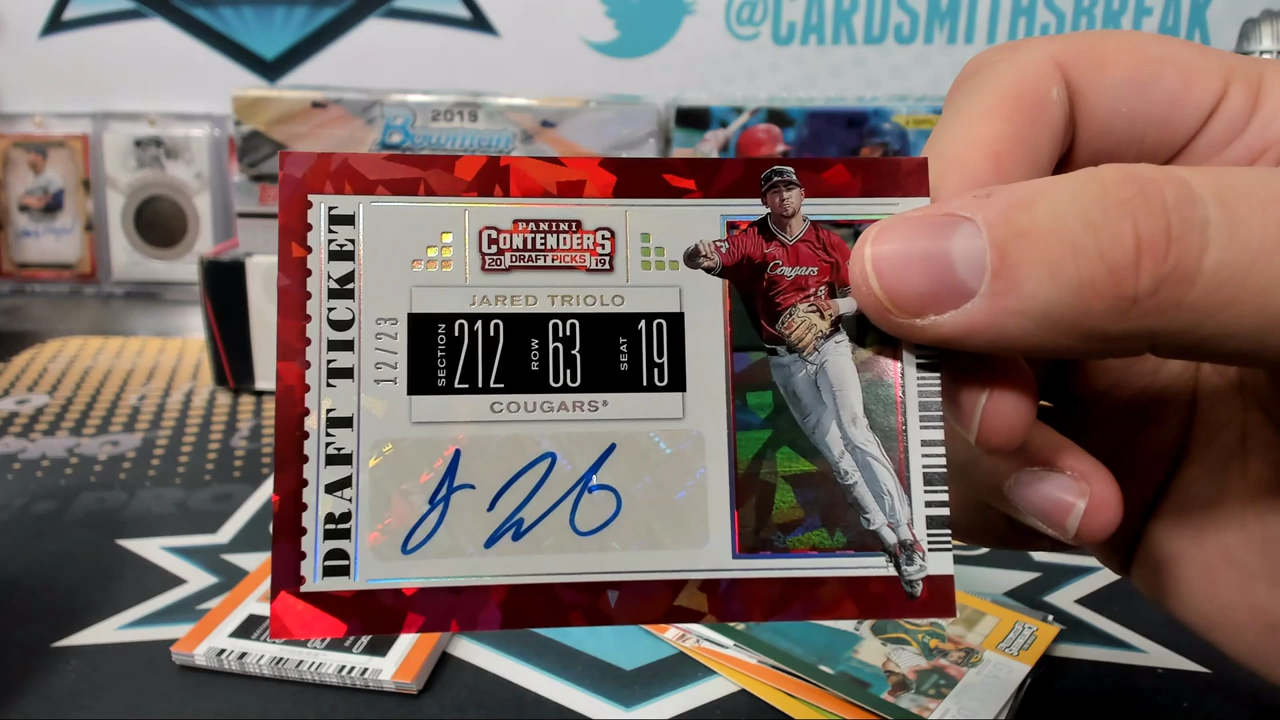 @CARDSMITHSBREAK
2019
Bowman
PANINI
CONTENDERS
20 DRAFT PICKS 19
JARED TRIOLO
SECTION 212 ROW 63 SEAT 19
COUGARS®
12/23
DRAFT TICKET
Cougars